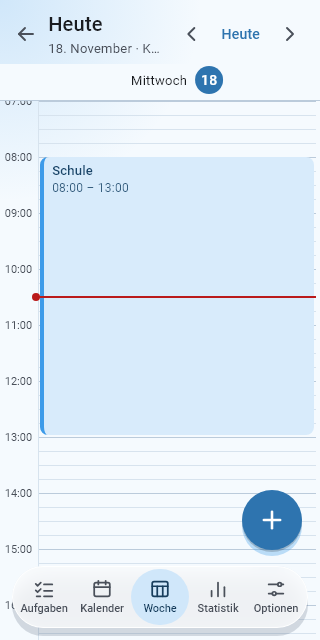 Heute
18. November · K…
Heute
Mittwoch 18
07:00
08:00
Schule
08:00 – 13:00
09:00
10:00
11:00
12:00
13:00
14:00
15:00
Aufgaben Kalender Woche Statistik Optionen